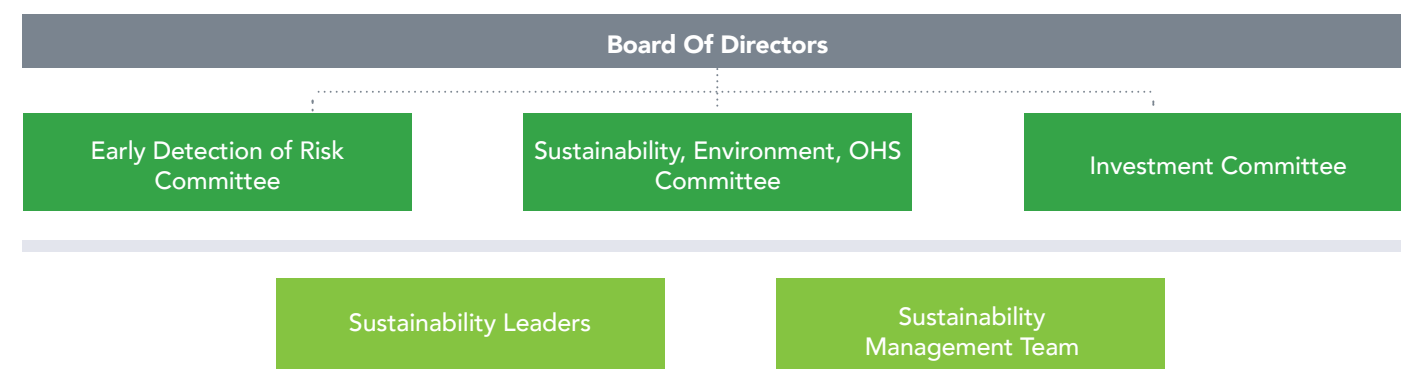 Board Of Directors
Early Detection of Risk
Committee
Sustainability, Environment, OHS
Committee
Investment Committee
Sustainability Leaders
Sustainability
Management Team